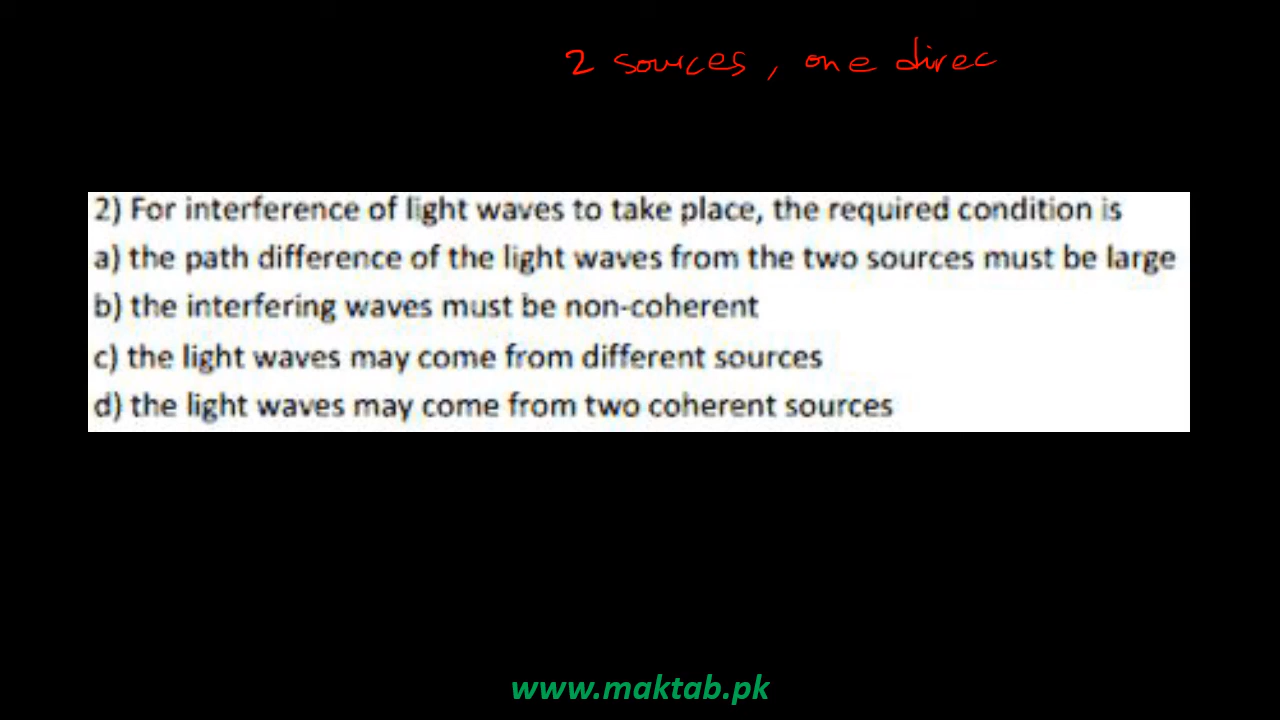 2 sources, one direc
2) For interference of light waves to take place, the required condition is
a) the path difference of the light waves from the two sources must be large
b) the interfering waves must be non-coherent
c) the light waves may come from different sources
d) the light waves may come from two coherent sources
www.maktab.pk